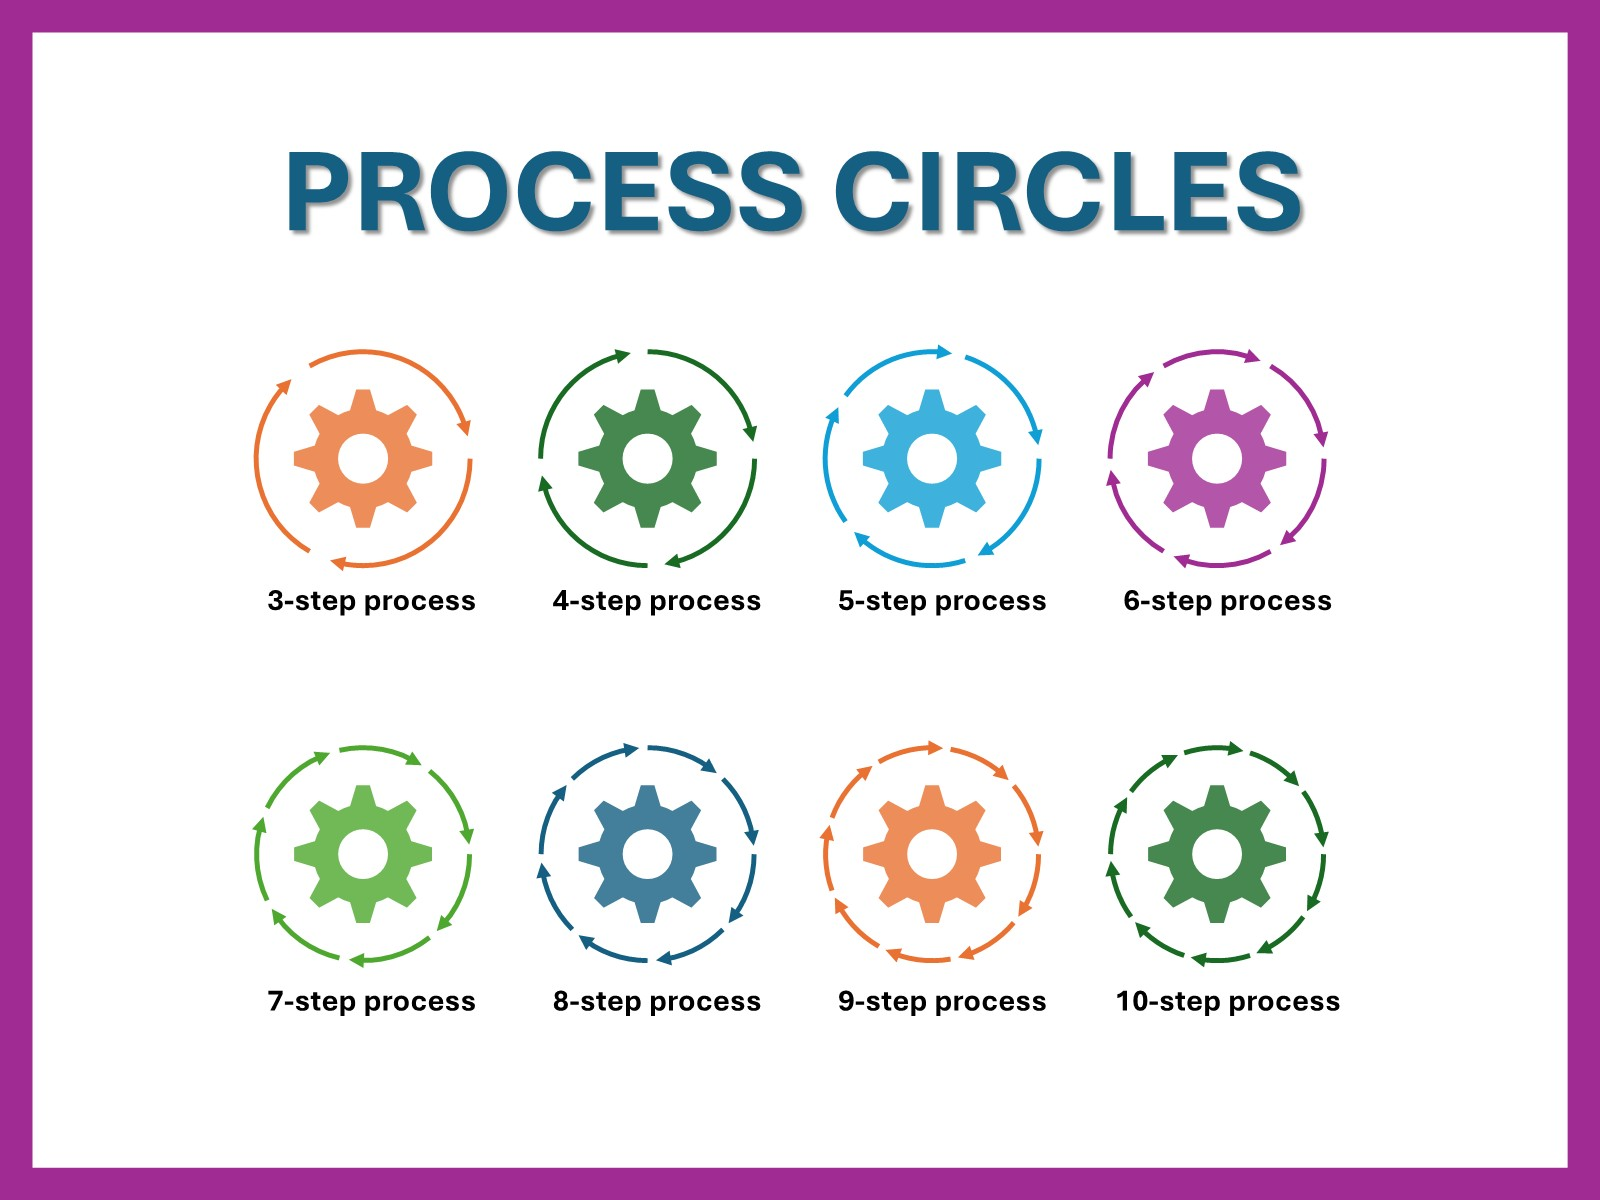 PROCESS CIRCLES
3-step process
4-step process
5-step process
6-step process
7-step process
8-step process
9-step process
10-step process